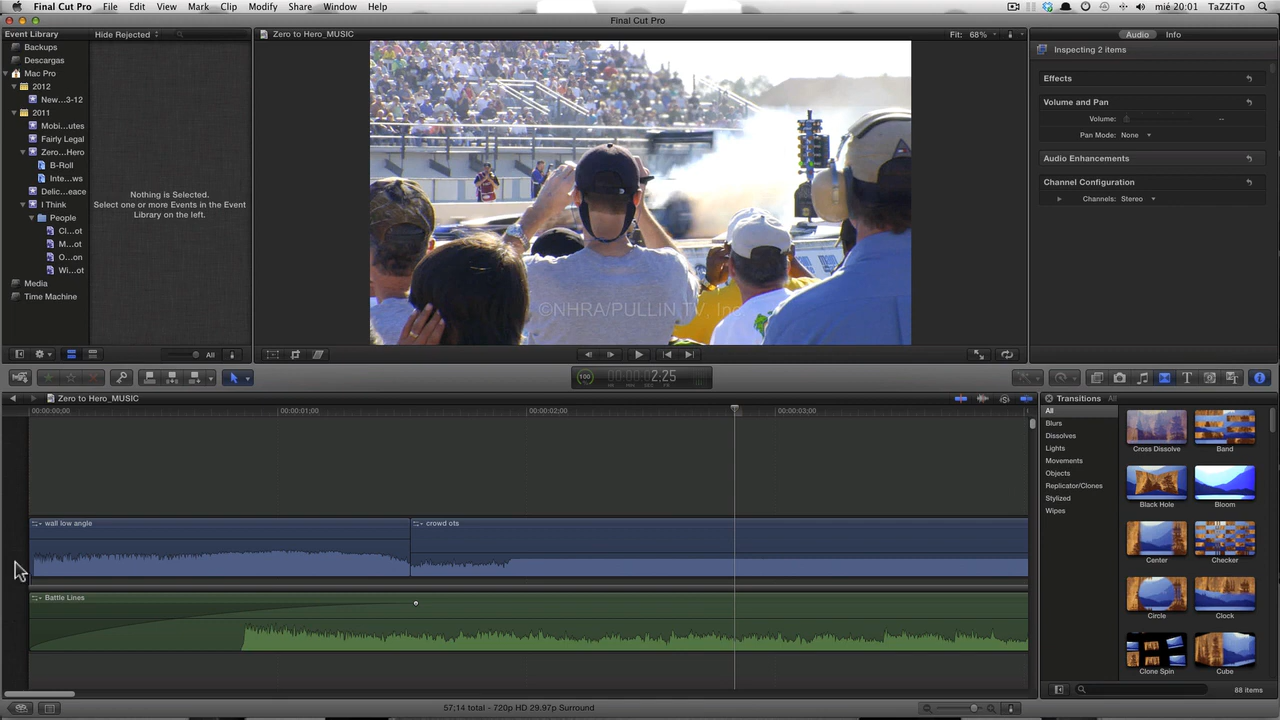 Final Cut Pro File Edit View Mark Clip Modify Share Window Help mié 20:01 TaZZiTo
Final Cut Pro
Event Library Hide Rejected Zero to Hero_MUSIC Fit: 68% Audio Info
Inspecting 2 items
Backups
Descargas
Mac Pro
2012
New...3-12
2011
Mobi...utes
Fairly Legal
Zero...Hero
B-Roll
Inte...ws
Delic...eace
I Think
People
Cl...ot
M...ot
O...on
Wi...ot
Media
Time Machine
Nothing is Selected.
Select one or more Events in the Event
Library on the left.
©NHRA/PULLIN TV, Inc
Effects
Volume and Pan
Volume: --
Pan Mode: None
Audio Enhancements
Channel Configuration
Channels: Stereo
All
100 2:25
HR MIN SEC FR
Zero to Hero_MUSIC
00:00:00;00 00:00:01;00 00:00:02;00 00:00:03;00
wall low angle crowd ots
Battle Lines
Transitions All
All
Blurs
Dissolves
Lights
Movements
Objects
Replicator/Clones
Stylized
Wipes
Cross Dissolve Band
Black Hole Bloom
Center Checker
Circle Clock
Clone Spin Cube
88 items
57;14 total - 720p HD 29.97p Surround